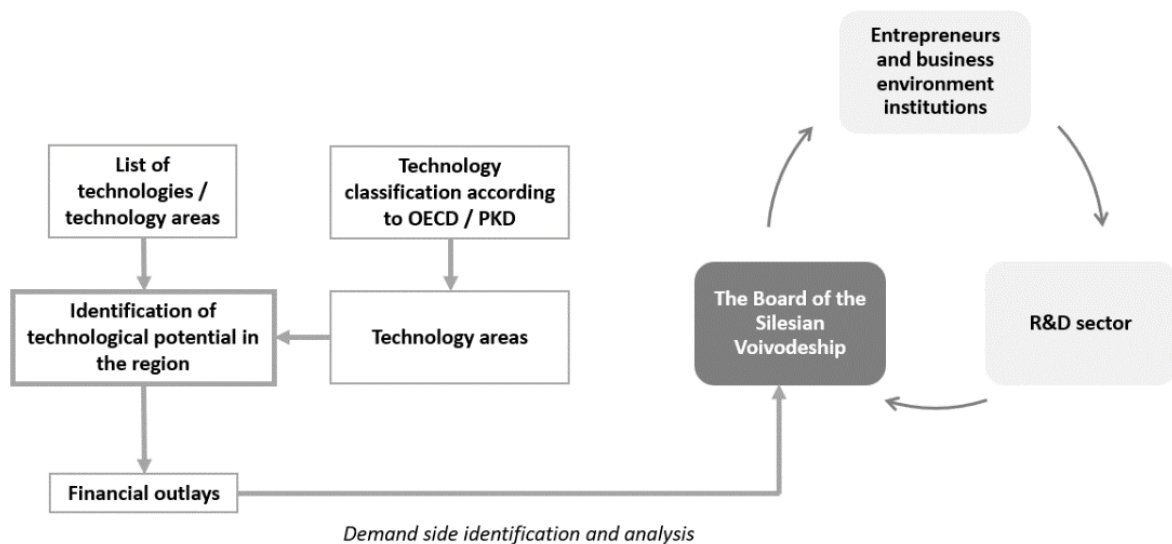 Entrepreneurs
and business
environment
institutions
List of
technologies /
technology areas
Technology
classification according
to OECD / PKD
Identification of
technological potential in
the region
Technology areas
The Board of the
Silesian
Voivodeship
R&D sector
Financial outlays
Demand side identification and analysis